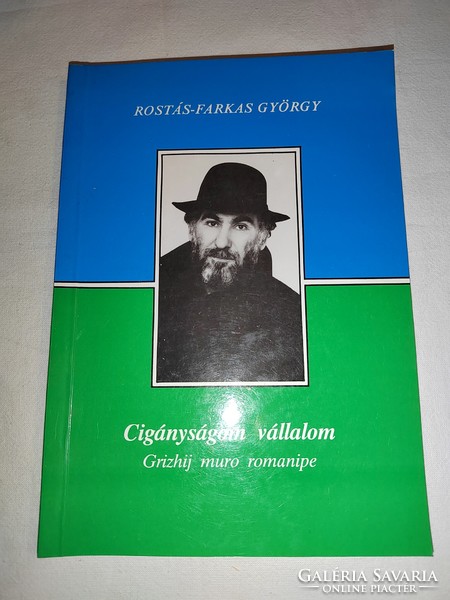 ROSTÁS-FARKAS GYÖRGY
Cigányságom vállalom
Grizhij muro romanipe
GALÉRIA SAVARIA
ONLINE PIACTÉR